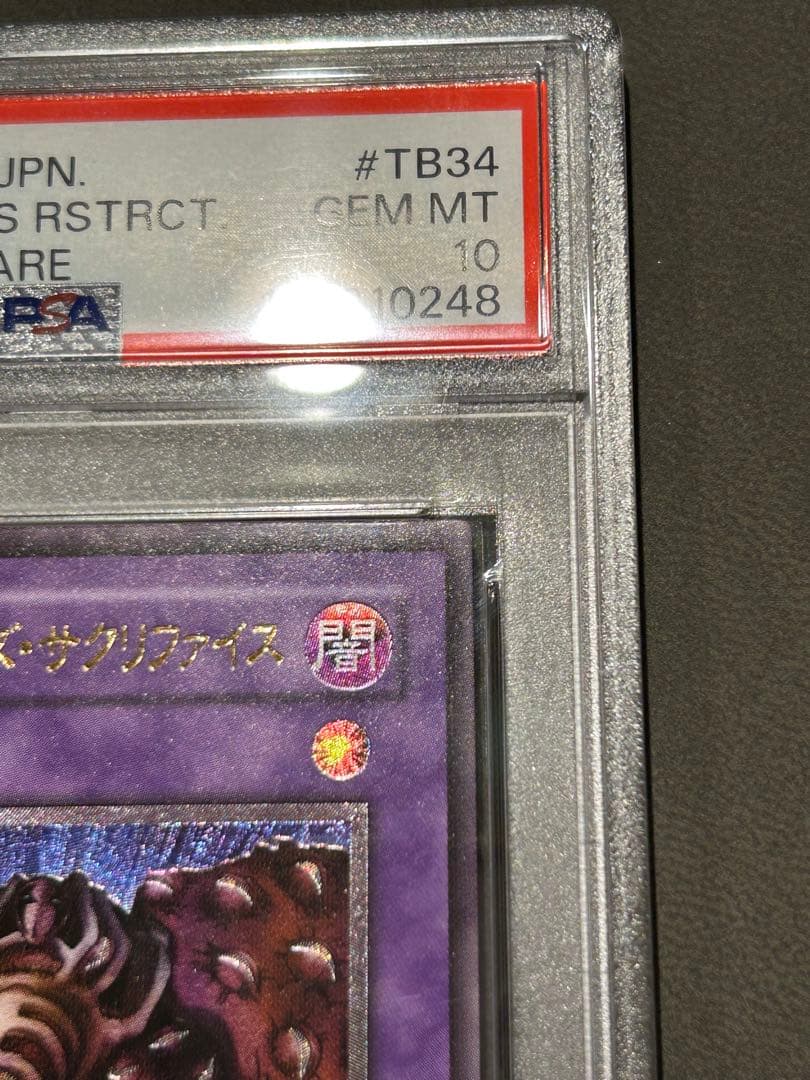 JPN. #TB34
S RSTRCT. GEM MT
ARE 10
PSA 10248
ズ・サクリファイス 闇